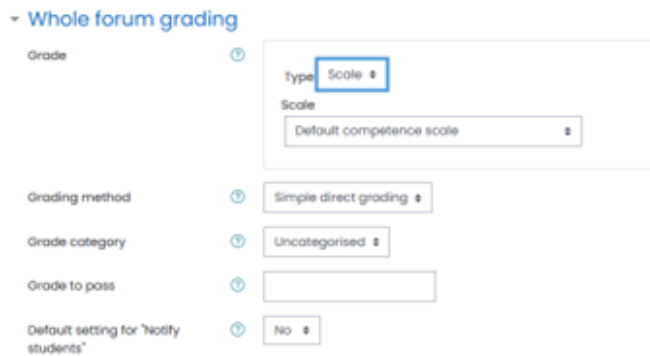 Whole forum grading
Grade
Type Scale
Scale
Default competence scale
Grading method Simple direct grading
Grade category Uncategorised
Grade to pass
Default setting for "Notify No
students"